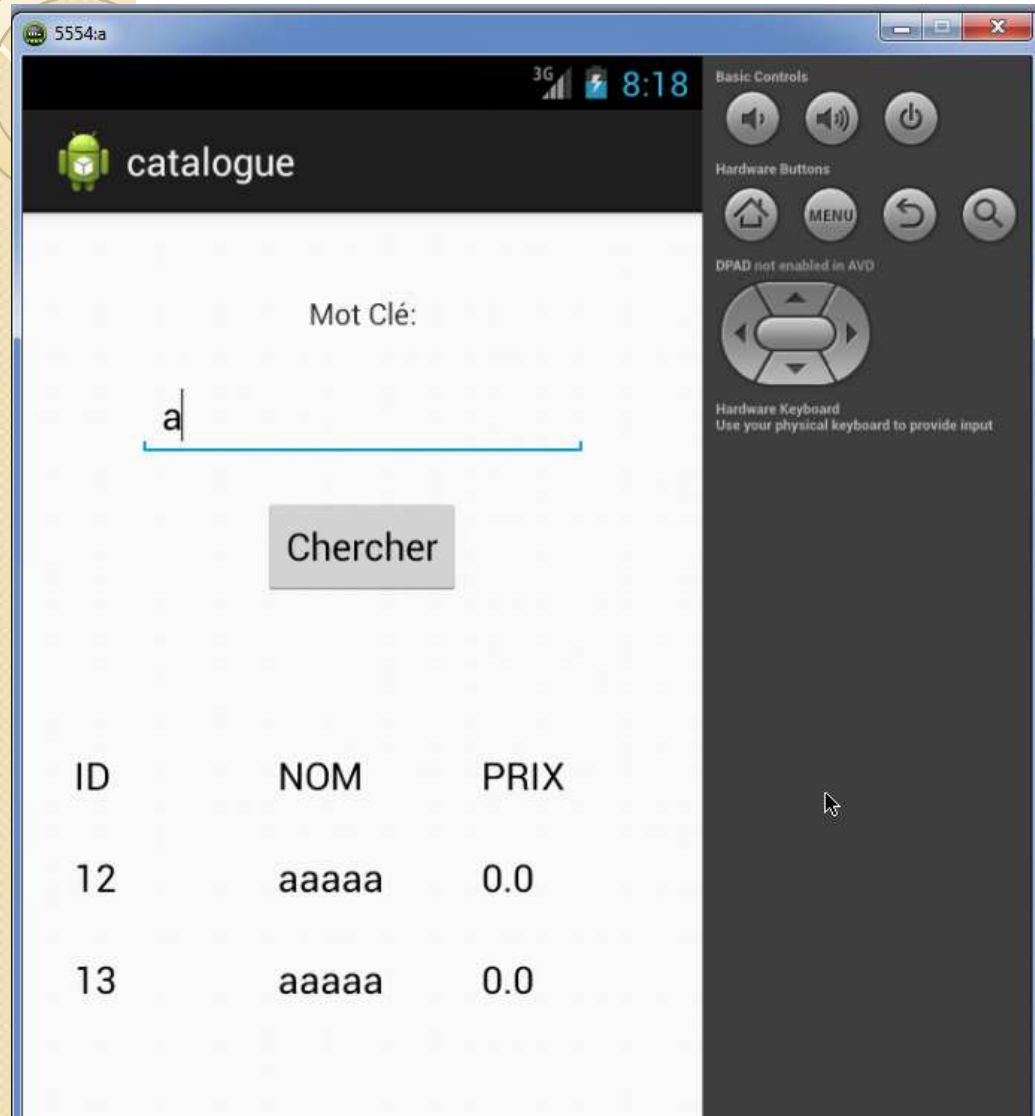 5554:a
3G 8:18
catalogue
Mot Clé:
a
Chercher
ID NOM PRIX
12 aaaaa 0.0
13 aaaaa 0.0
Basic Controls
Hardware Buttons
MENU
DPAD not enabled in AVD
Hardware Keyboard
Use your physical keyboard to provide input